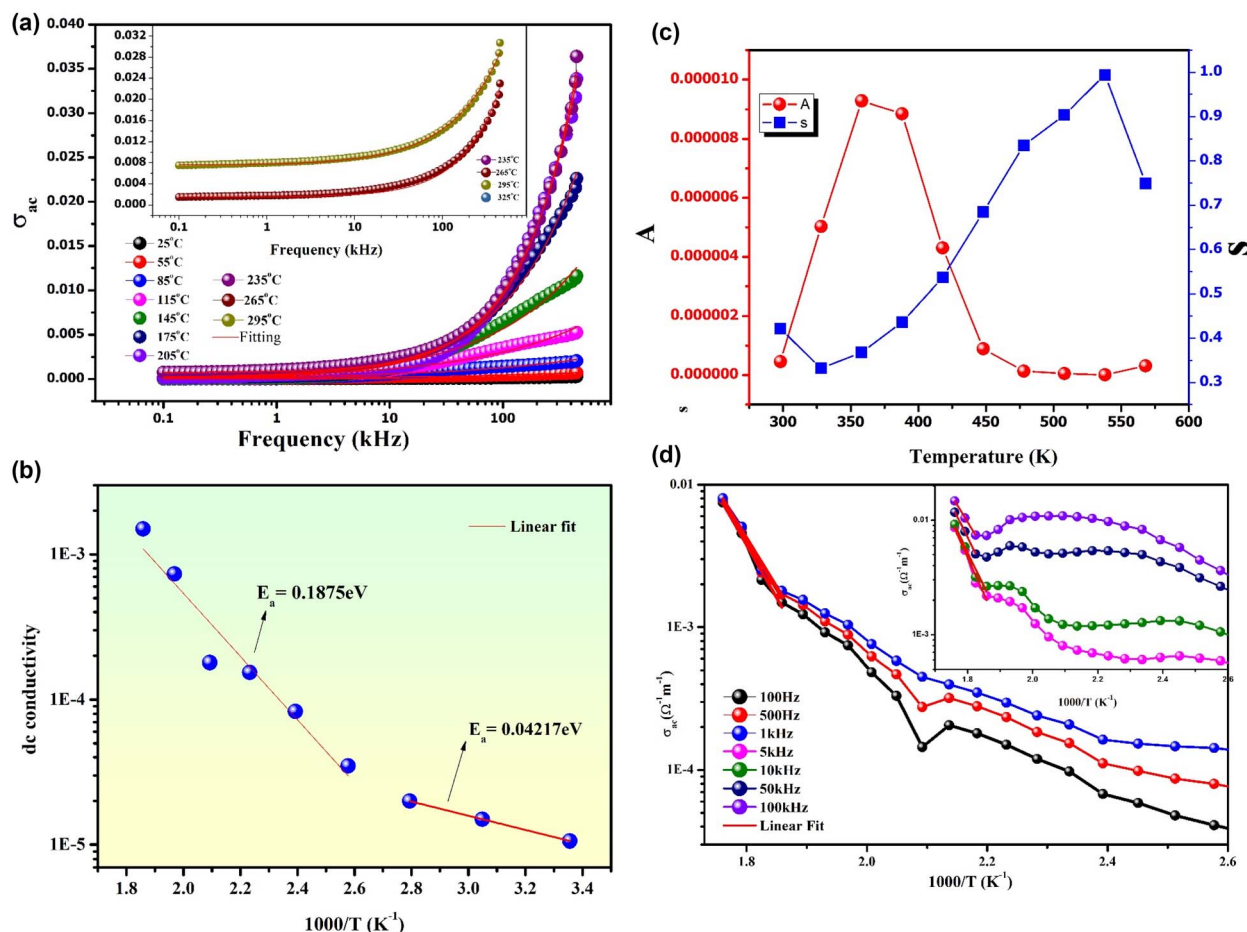 (a)
0.040
0.035
0.030
0.025
0.020
0.015
0.010
0.005
0.000
σac
0.032
0.028
0.024
0.020
0.016
0.012
0.008
0.004
0.000
235°C
265°C
295°C
325°C
0.1 1 10 100
Frequency (kHz)
25°C
55°C
85°C
115°C
145°C
175°C
205°C
235°C
265°C
295°C
Fitting
0.1 1 10 100
Frequency (kHz)
(c)
0.000010
0.000008
0.000006
0.000004
0.000002
0.000000
A
s
A
s
1.0
0.9
0.8
0.7
0.6
0.5
0.4
0.3
S
300 350 400 450 500 550 600
Temperature (K)
(b)
1E-3
1E-4
1E-5
dc conductivity
Linear fit
Ea = 0.1875eV
Ea = 0.04217eV
1.8 2.0 2.2 2.4 2.6 2.8 3.0 3.2 3.4
1000/T (K-1)
(d)
0.01
1E-3
1E-4
σac(Ω-1m-1)
0.01
1E-3
σac(Ω-1m-1)
1.8 2.0 2.2 2.4 2.6
1000/T (K-1)
100Hz
500Hz
1kHz
5kHz
10kHz
50kHz
100kHz
Linear Fit
1.8 2.0 2.2 2.4 2.6
1000/T (K-1)